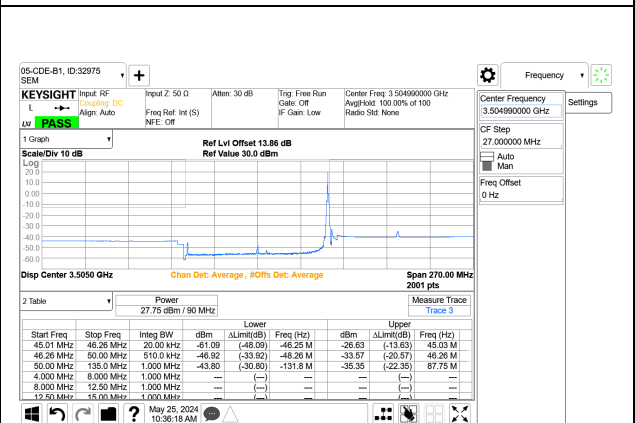 05-CDE-B1, ID:32975
SEM
Frequency
KEYSIGHT Input: RF Input Z: 50 Ω Atten: 30 dB Trig: Free Run Center Freq: 3.504990000 GHz
Coupling: DC Gate: Off Avg|Hold: 100.00% of 100
L Align: Auto Freq Ref: Int (S) IF Gain: Low Radio Std: None
LXI PASS NFE: Off
Center Frequency
3.504990000 GHz
Settings
CF Step
27.000000 MHz
Auto
Man
Freq Offset
0 Hz
1 Graph
Ref Lvl Offset 13.86 dB
Scale/Div 10 dB Ref Value 30.0 dBm
Log
20.0
10.0
0.00
-10.0
-20.0
-30.0
-40.0
-50.0
-60.0
Disp Center 3.5050 GHz Chan Det: Average, #Offs Det: Average Span 270.00 MHz
2001 pts
2 Table Power Measure Trace
27.75 dBm / 90 MHz Trace 3
Lower Upper
Start Freq Stop Freq Integ BW dBm ΔLimit(dB) Freq (Hz) dBm ΔLimit(dB) Freq (Hz)
45.01 MHz 46.26 MHz 20.00 kHz -61.09 (-48.09) -46.25 M -26.63 (-13.63) 45.03 M
46.26 MHz 50.00 MHz 510.0 kHz -46.92 (-33.92) -48.26 M -33.57 (-20.57) 46.26 M
50.00 MHz 135.0 MHz 1.000 MHz -43.80 (-30.80) -131.8 M -35.35 (-22.35) 87.75 M
4.000 MHz 8.000 MHz 1.000 MHz --- (---) --- (---)  ---
8.000 MHz 12.50 MHz 1.000 MHz --- (---) --- (---) ---
12.50 MHz 15.00 MHz 1.000 MHz --- (---) --- (---) ---
? May 25, 2024
10:36:18 AM